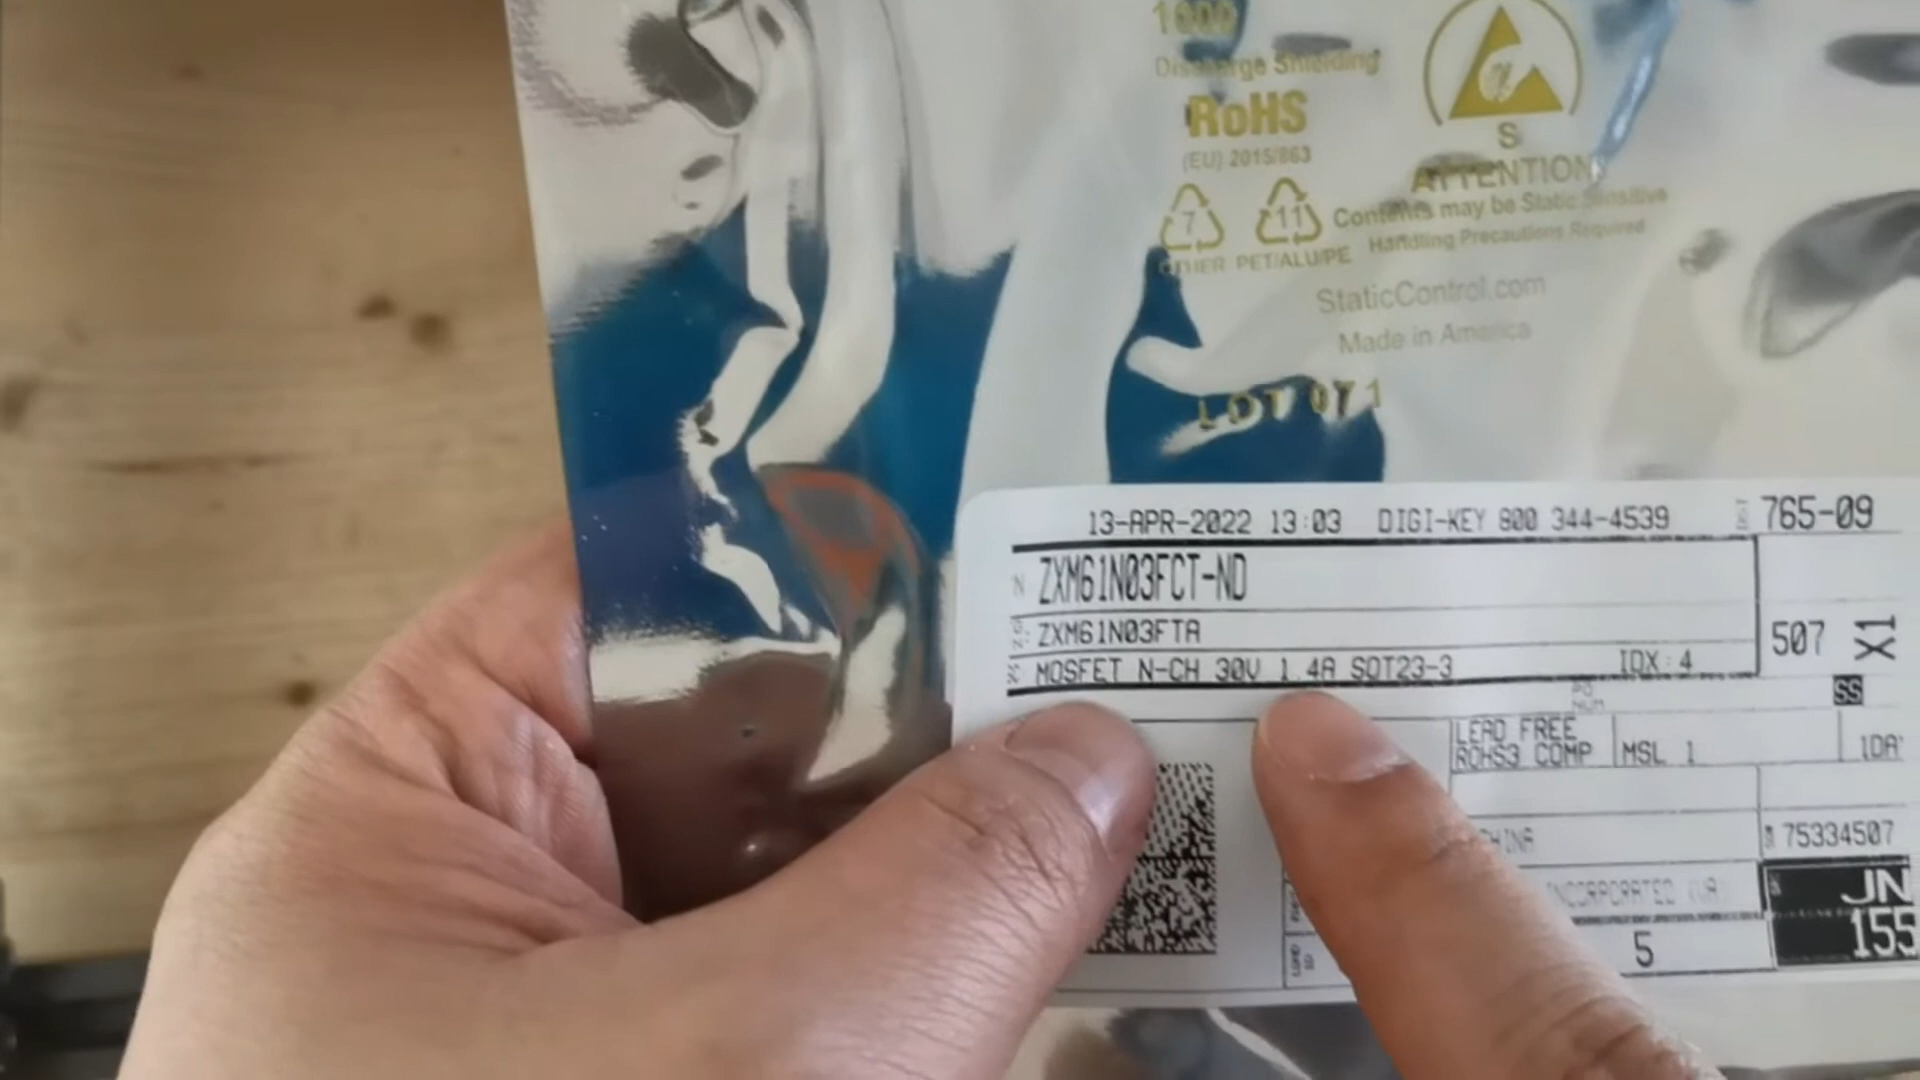 1000
Discharge Shielding
RoHS
(EU) 2015/863
7
11
OTHER PET/ALU/PE
S
ATTENTION
Contents may be Static Sensitive
Handling Precautions Required
StaticControl.com
Made in America
LOT 071
13-APR-2022 13:03 DIGI-KEY 800 344-4539
765-09
ZXM61N03FCT-ND
ZXM61N03FTA
MOSFET N-CH 30V 1.4A SOT23-3
IDX: 4
507
X1
SS
LEAD FREE
ROHS3 COMP
MSL 1
1DA
75334507
INCORPORATED (VA)
5
JN
155